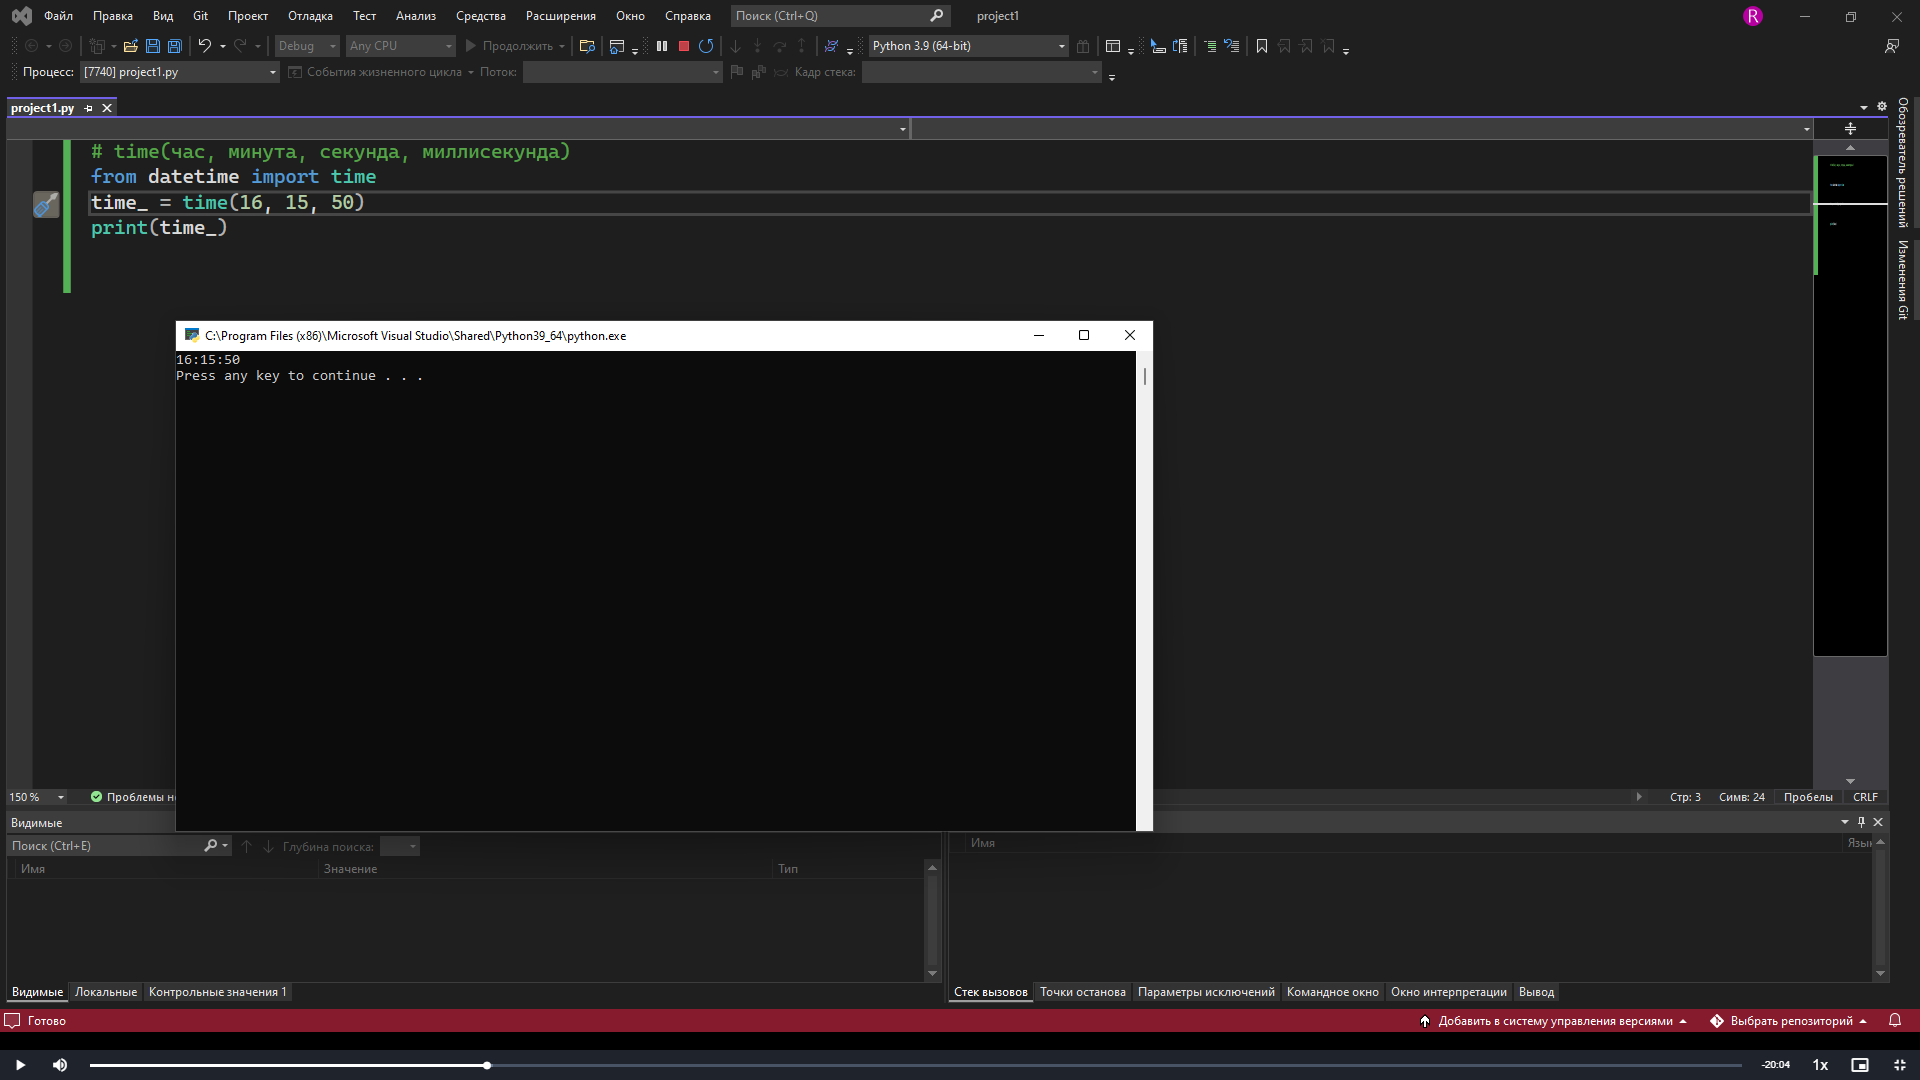 Файл Правка Вид Git Проект Отладка Тест Анализ Средства Расширения Окно Справка Поиск (Ctrl+Q) project1 R
Debug Any CPU Продолжить Python 3.9 (64-bit)
Процесс: [7740] project1.py События жизненного цикла Поток: Кадр стека:
project1.py
# time(час, минута, секунда, миллисекунда)
from datetime import time
time_ = time(16, 15, 50)
print(time_)
Обозреватель решений
Изменения Git
C:\Program Files (x86)\Microsoft Visual Studio\Shared\Python39_64\python.exe
16:15:50
Press any key to continue . . .
150 % Проблемы Стр: 3 Симв: 24 Пробелы CRLF
Видимые
Поиск (Ctrl+E) Глубина поиска:
Имя Значение Тип
Имя
Видимые Локальные Контрольные значения 1
Стек вызовов Точки останова Параметры исключений Командное окно Окно интерпретации Вывод
Готово Добавить в систему управления версиями Выбрать репозиторий
-20:04 1x